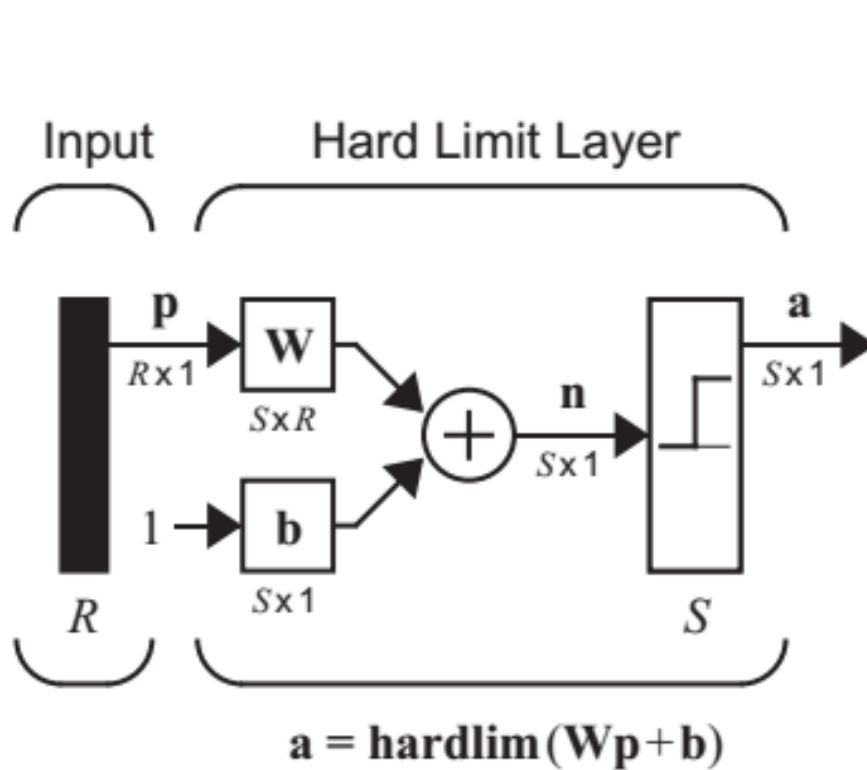 Input Hard Limit Layer
p a
W
R x 1 S x 1
S x R n
S x 1
1 b
S x 1
R S
a = hardlim (Wp + b)